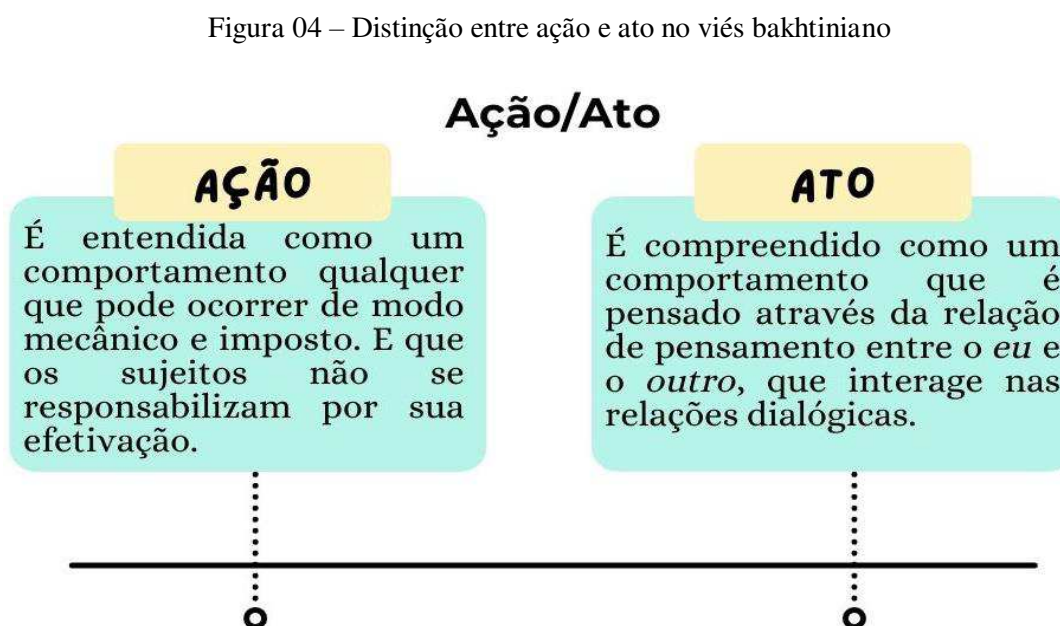 Figura 04 – Distinção entre ação e ato no viés bakhtiniano
Ação/Ato
AÇÃO
É entendida como um
comportamento qualquer
que pode ocorrer de modo
mecânico e imposto. E que
os sujeitos não se
responsabilizam por sua
efetivação.
ATO
É compreendido como um
comportamento que é
pensado através da relação
de pensamento entre o eu e
o outro, que interage nas
relações dialógicas.